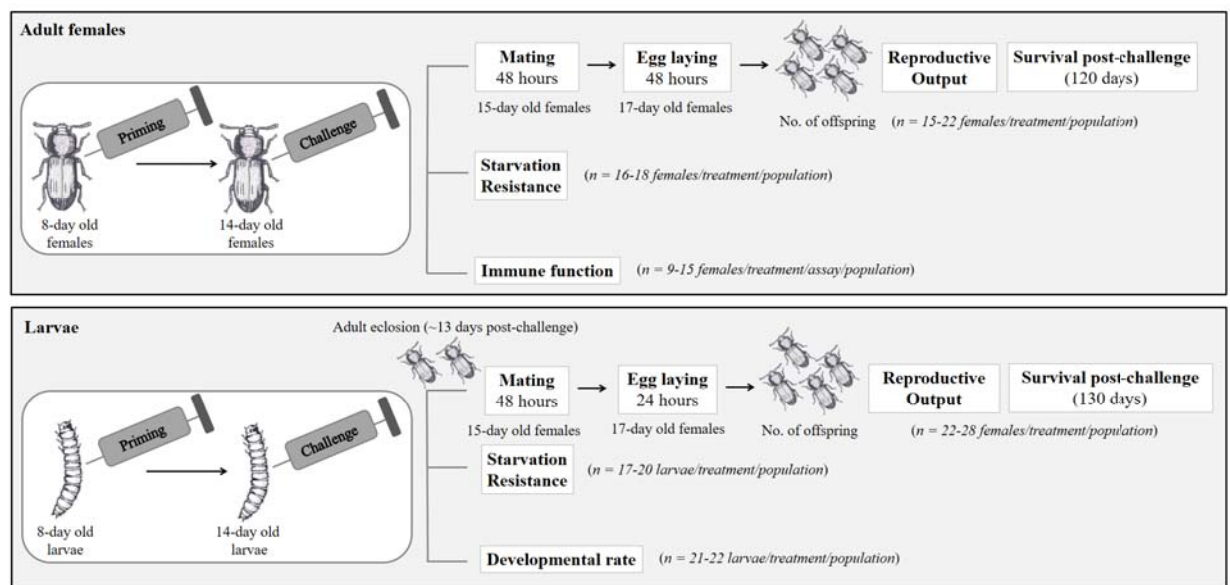 Adult females
Priming
Challenge
8-day old
females
14-day old
females
Mating
48 hours
15-day old females
Egg laying
48 hours
17-day old females
No. of offspring
Reproductive
Output
Survival post-challenge
(120 days)
(n = 15-22 females/treatment/population)
Starvation
Resistance
(n = 16-18 females/treatment/population)
Immune function
(n = 9-15 females/treatment/assay/population)
Larvae
Adult eclosion (~13 days post-challenge)
Priming
Challenge
8-day old
larvae
14-day old
larvae
Mating
48 hours
15-day old females
Egg laying
24 hours
17-day old females
No. of offspring
Reproductive
Output
Survival post-challenge
(130 days)
(n = 22-28 females/treatment/population)
Starvation
Resistance
(n = 17-20 larvae/treatment/population)
Developmental rate
(n = 21-22 larvae/treatment/population)